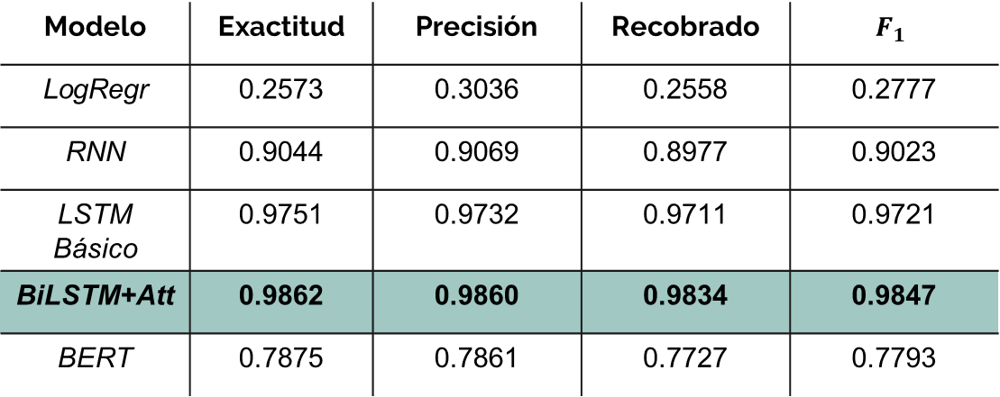 Modelo Exactitud Precisión Recobrado F₁
LogRegr 0.2573 0.3036 0.2558 0.2777
RNN 0.9044 0.9069 0.8977 0.9023
LSTM 0.9751 0.9732 0.9711 0.9721
Básico
BiLSTM+Att 0.9862 0.9860 0.9834 0.9847
BERT 0.7875 0.7861 0.7727 0.7793